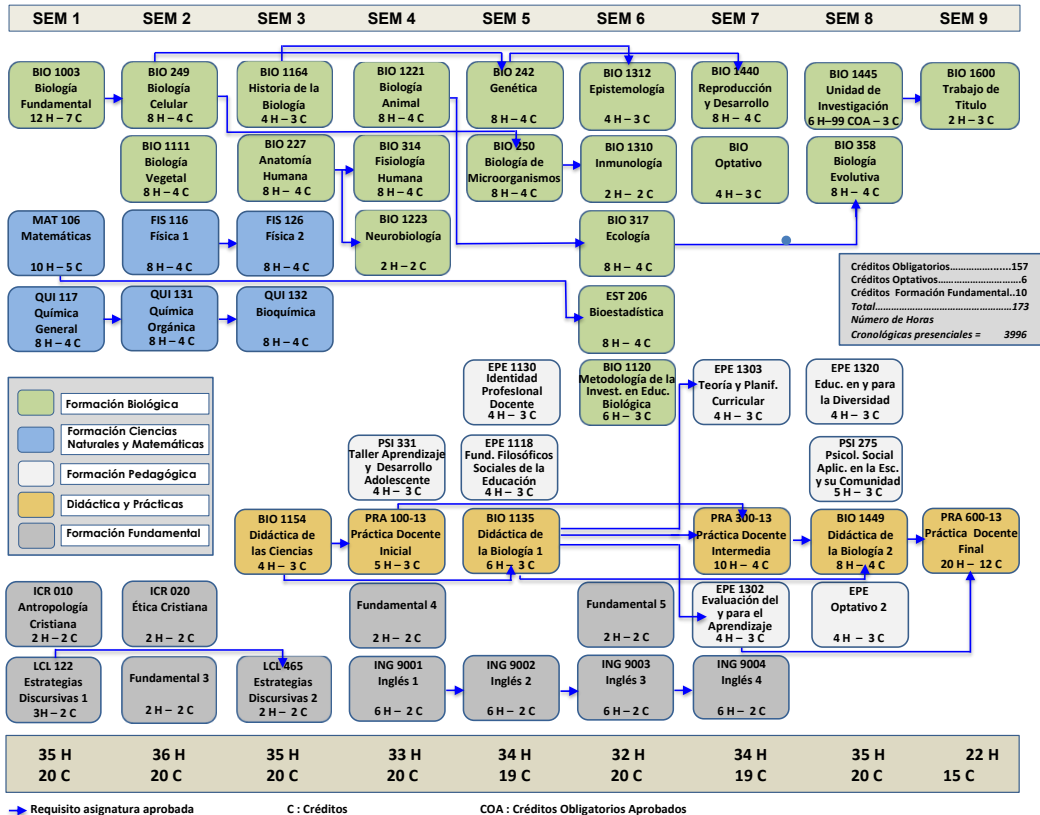 SEM 1 SEM 2 SEM 3 SEM 4 SEM 5 SEM 6 SEM 7 SEM 8 SEM 9
BIO 1003
Biología
Fundamental
12 H – 7 C
BIO 249
Biología
Celular
8 H – 4 C
BIO 1164
Historia de la
Biología
4 H – 3 C
BIO 1221
Biología
Animal
8 H – 4 C
BIO 242
Genética
8 H – 4 C
BIO 1312
Epistemología
4 H – 3 C
BIO 1440
Reproducción
y Desarrollo
8 H – 4 C
BIO 1445
Unidad de
Investigación
6 H–99 COA – 3 C
BIO 1600
Trabajo de
Titulo
2 H – 3 C
BIO 1111
Biología
Vegetal
8 H – 4 C
BIO 227
Anatomía
Humana
8 H – 4 C
BIO 314
Fisiología
Humana
8 H – 4 C
BIO 250
Biología de
Microorganismos
8 H – 4 C
BIO 1310
Inmunología
2 H – 2 C
BIO
Optativo
4 H – 3 C
BIO 358
Biología
Evolutiva
8 H – 4 C
MAT 106
Matemáticas
10 H – 5 C
FIS 116
Física 1
8 H – 4 C
FIS 126
Física 2
8 H – 4 C
BIO 1223
Neurobiología
2 H – 2 C
BIO 317
Ecología
8 H – 4 C
Créditos Obligatorios.......................157
Créditos Optativos.............................6
Créditos Formación Fundamental..10
Total..............................................173
Número de Horas
Cronológicas presenciales = 3996
QUI 117
Química
General
8 H – 4 C
QUI 131
Química
Orgánica
8 H – 4 C
QUI 132
Bioquímica
8 H – 4 C
EST 206
Bioestadística
8 H – 4 C
EPE 1130
Identidad
Profesional
Docente
4 H – 3 C
BIO 1120
Metodología de la
Invest. en Educ.
Biológica
6 H – 3 C
EPE 1303
Teoría y Planif.
Curricular
4 H – 3 C
EPE 1320
Educ. en y para
la Diversidad
4 H – 3 C
Formación Biológica
Formación Ciencias
Naturales y Matemáticas
Formación Pedagógica
Didáctica y Prácticas
Formación Fundamental
PSI 331
Taller Aprendizaje
y Desarrollo
Adolescente
4 H – 3 C
EPE 1118
Fund. Filosóficos
Sociales de la
Educación
4 H – 3 C
PSI 275
Psicol. Social
Aplic. en la Esc.
y su Comunidad
5 H – 3 C
BIO 1154
Didáctica de
las Ciencias
4 H – 3 C
PRA 100-13
Práctica Docente
Inicial
5 H – 3 C
BIO 1135
Didáctica de
la Biología 1
6 H – 3 C
PRA 300-13
Práctica Docente
Intermedia
10 H – 4 C
BIO 1449
Didáctica de
la Biología 2
8 H – 4 C
PRA 600-13
Práctica Docente
Final
20 H – 12 C
ICR 010
Antropología
Cristiana
2 H – 2 C
ICR 020
Ética Cristiana
2 H – 2 C
Fundamental 4
2 H – 2 C
Fundamental 5
2 H – 2 C
EPE 1302
Evaluación del
y para el
Aprendizaje
4 H – 3 C
EPE
Optativo 2
4 H – 3 C
LCL 122
Estrategias
Discursivas 1
3H – 2 C
Fundamental 3
2 H – 2 C
LCL 465
Estrategias
Discursivas 2
2 H – 2 C
ING 9001
Inglés 1
6 H – 2 C
ING 9002
Inglés 2
6 H – 2 C
ING 9003
Inglés 3
6 H – 2 C
ING 9004
Inglés 4
6 H – 2 C
35 H 36 H 35 H 33 H 34 H 32 H 34 H 35 H 22 H
20 C 20 C 20 C 20 C 19 C 20 C 19 C 20 C 15 C
Requisito asignatura aprobada C : Créditos COA : Créditos Obligatorios Aprobados